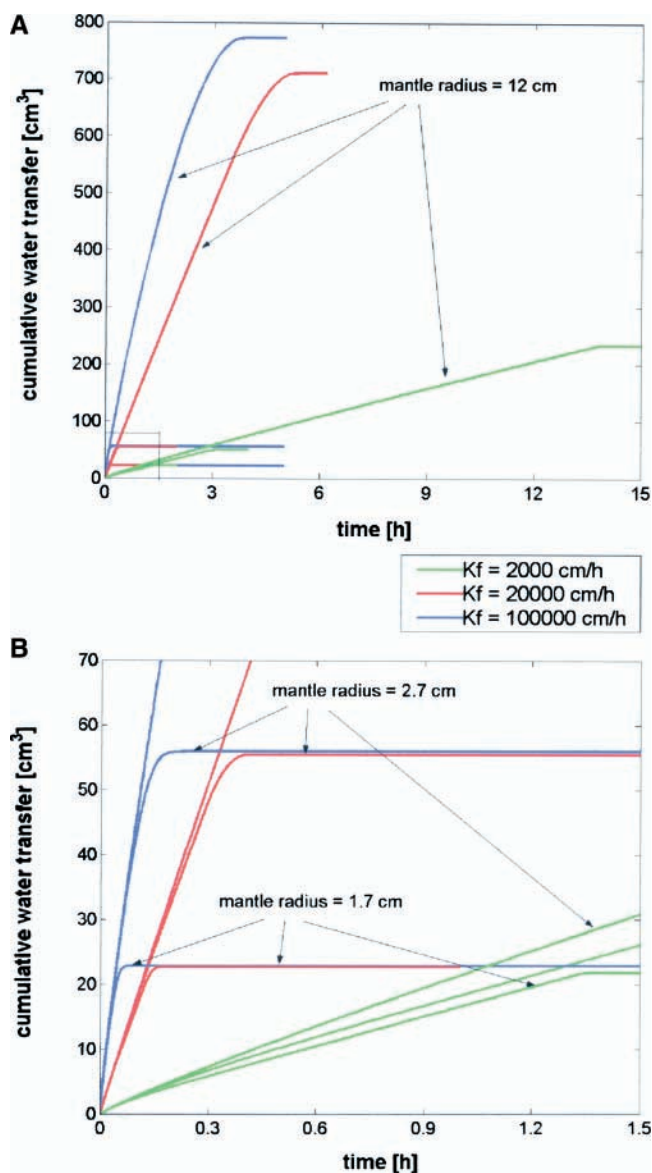 A
800
700
600
500
400
300
200
100
0
cumulative water transfer [cm³]
mantle radius = 12 cm
0 3 6 9 12 15
time [h]
Kf = 2000 cm/h
Kf = 20000 cm/h
Kf = 100000 cm/h
B
70
60
50
40
30
20
10
0
cumulative water transfer [cm³]
mantle radius = 2.7 cm
mantle radius = 1.7 cm
0 0.3 0.6 0.9 1.2 1.5
time [h]